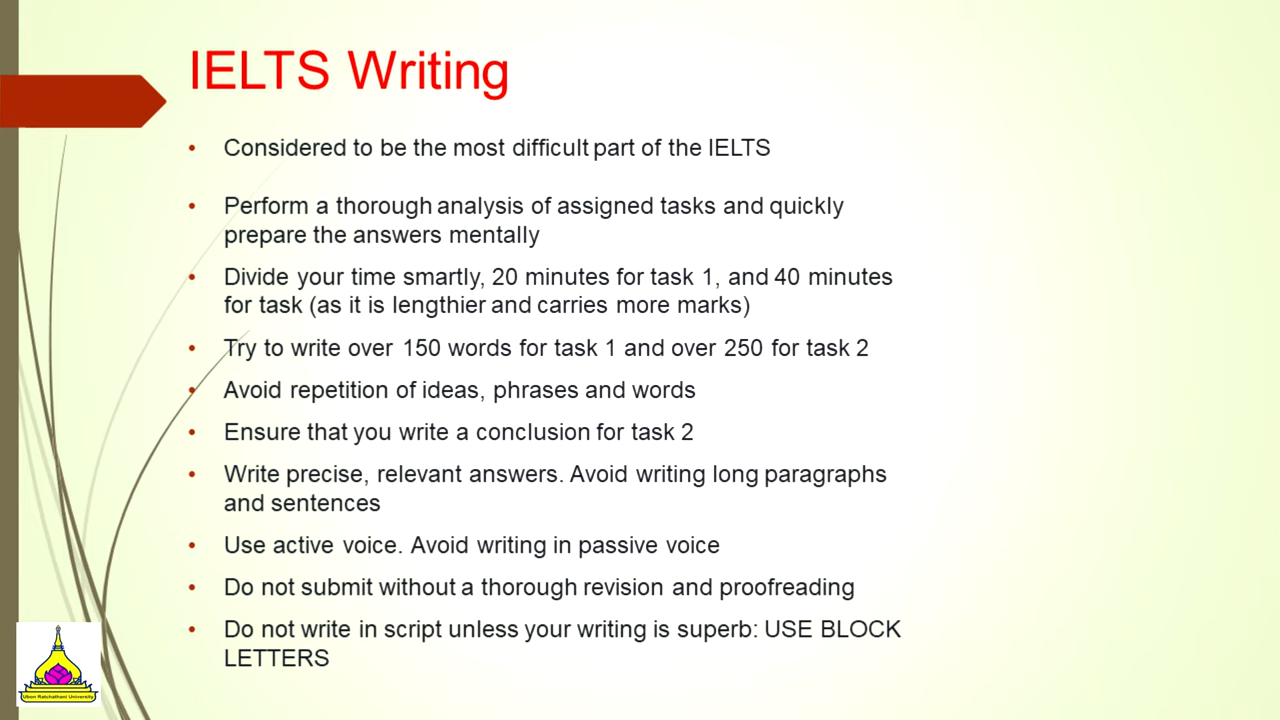 IELTS Writing
• Considered to be the most difficult part of the IELTS
• Perform a thorough analysis of assigned tasks and quickly
prepare the answers mentally
• Divide your time smartly, 20 minutes for task 1, and 40 minutes
for task (as it is lengthier and carries more marks)
• Try to write over 150 words for task 1 and over 250 for task 2
• Avoid repetition of ideas, phrases and words
• Ensure that you write a conclusion for task 2
• Write precise, relevant answers. Avoid writing long paragraphs
and sentences
• Use active voice. Avoid writing in passive voice
• Do not submit without a thorough revision and proofreading
• Do not write in script unless your writing is superb: USE BLOCK
LETTERS
Ubon Ratchathani University